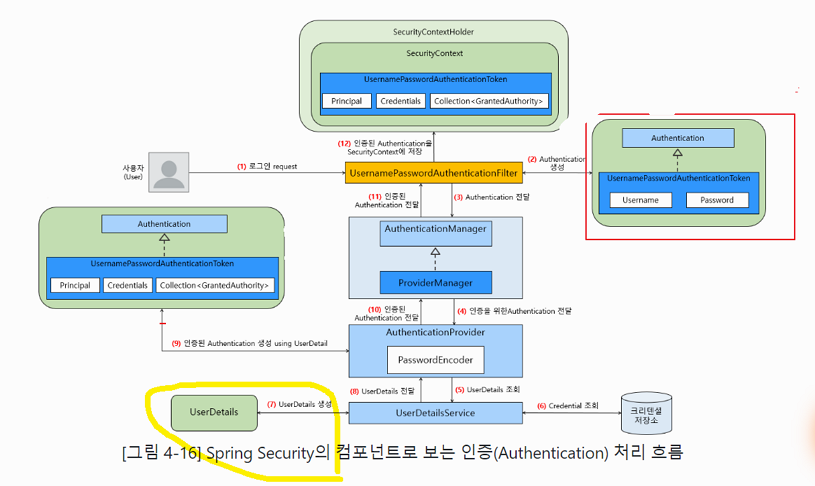 SecurityContextHolder
SecurityContext
UsernamePasswordAuthenticationToken
Principal
Credentials
Collection<GrantedAuthority>
(12) 인증된 Authentication을
SecurityContext에 저장
사용자
(User)
(1) 로그인 request
UsernamePasswordAuthenticationFilter
(2) Authentication
생성
Authentication
UsernamePasswordAuthenticationToken
Username
Password
(11) 인증된
Authentication 전달
(3) Authentication 전달
Authentication
UsernamePasswordAuthenticationToken
Principal
Credentials
Collection<GrantedAuthority>
AuthenticationManager
ProviderManager
(10) 인증된
Authentication 전달
(4) 인증을 위한Authentication 전달
(9) 인증된 Authentication 생성 using UserDetail
AuthenticationProvider
PasswordEncoder
(8) UserDetails 전달
(5) UserDetails 조회
UserDetails
(7) UserDetails 생성
UserDetailsService
(6) Credential 조회
크리덴셜
저장소
[그림 4-16] Spring Security의 컴포넌트로 보는 인증(Authentication) 처리 흐름